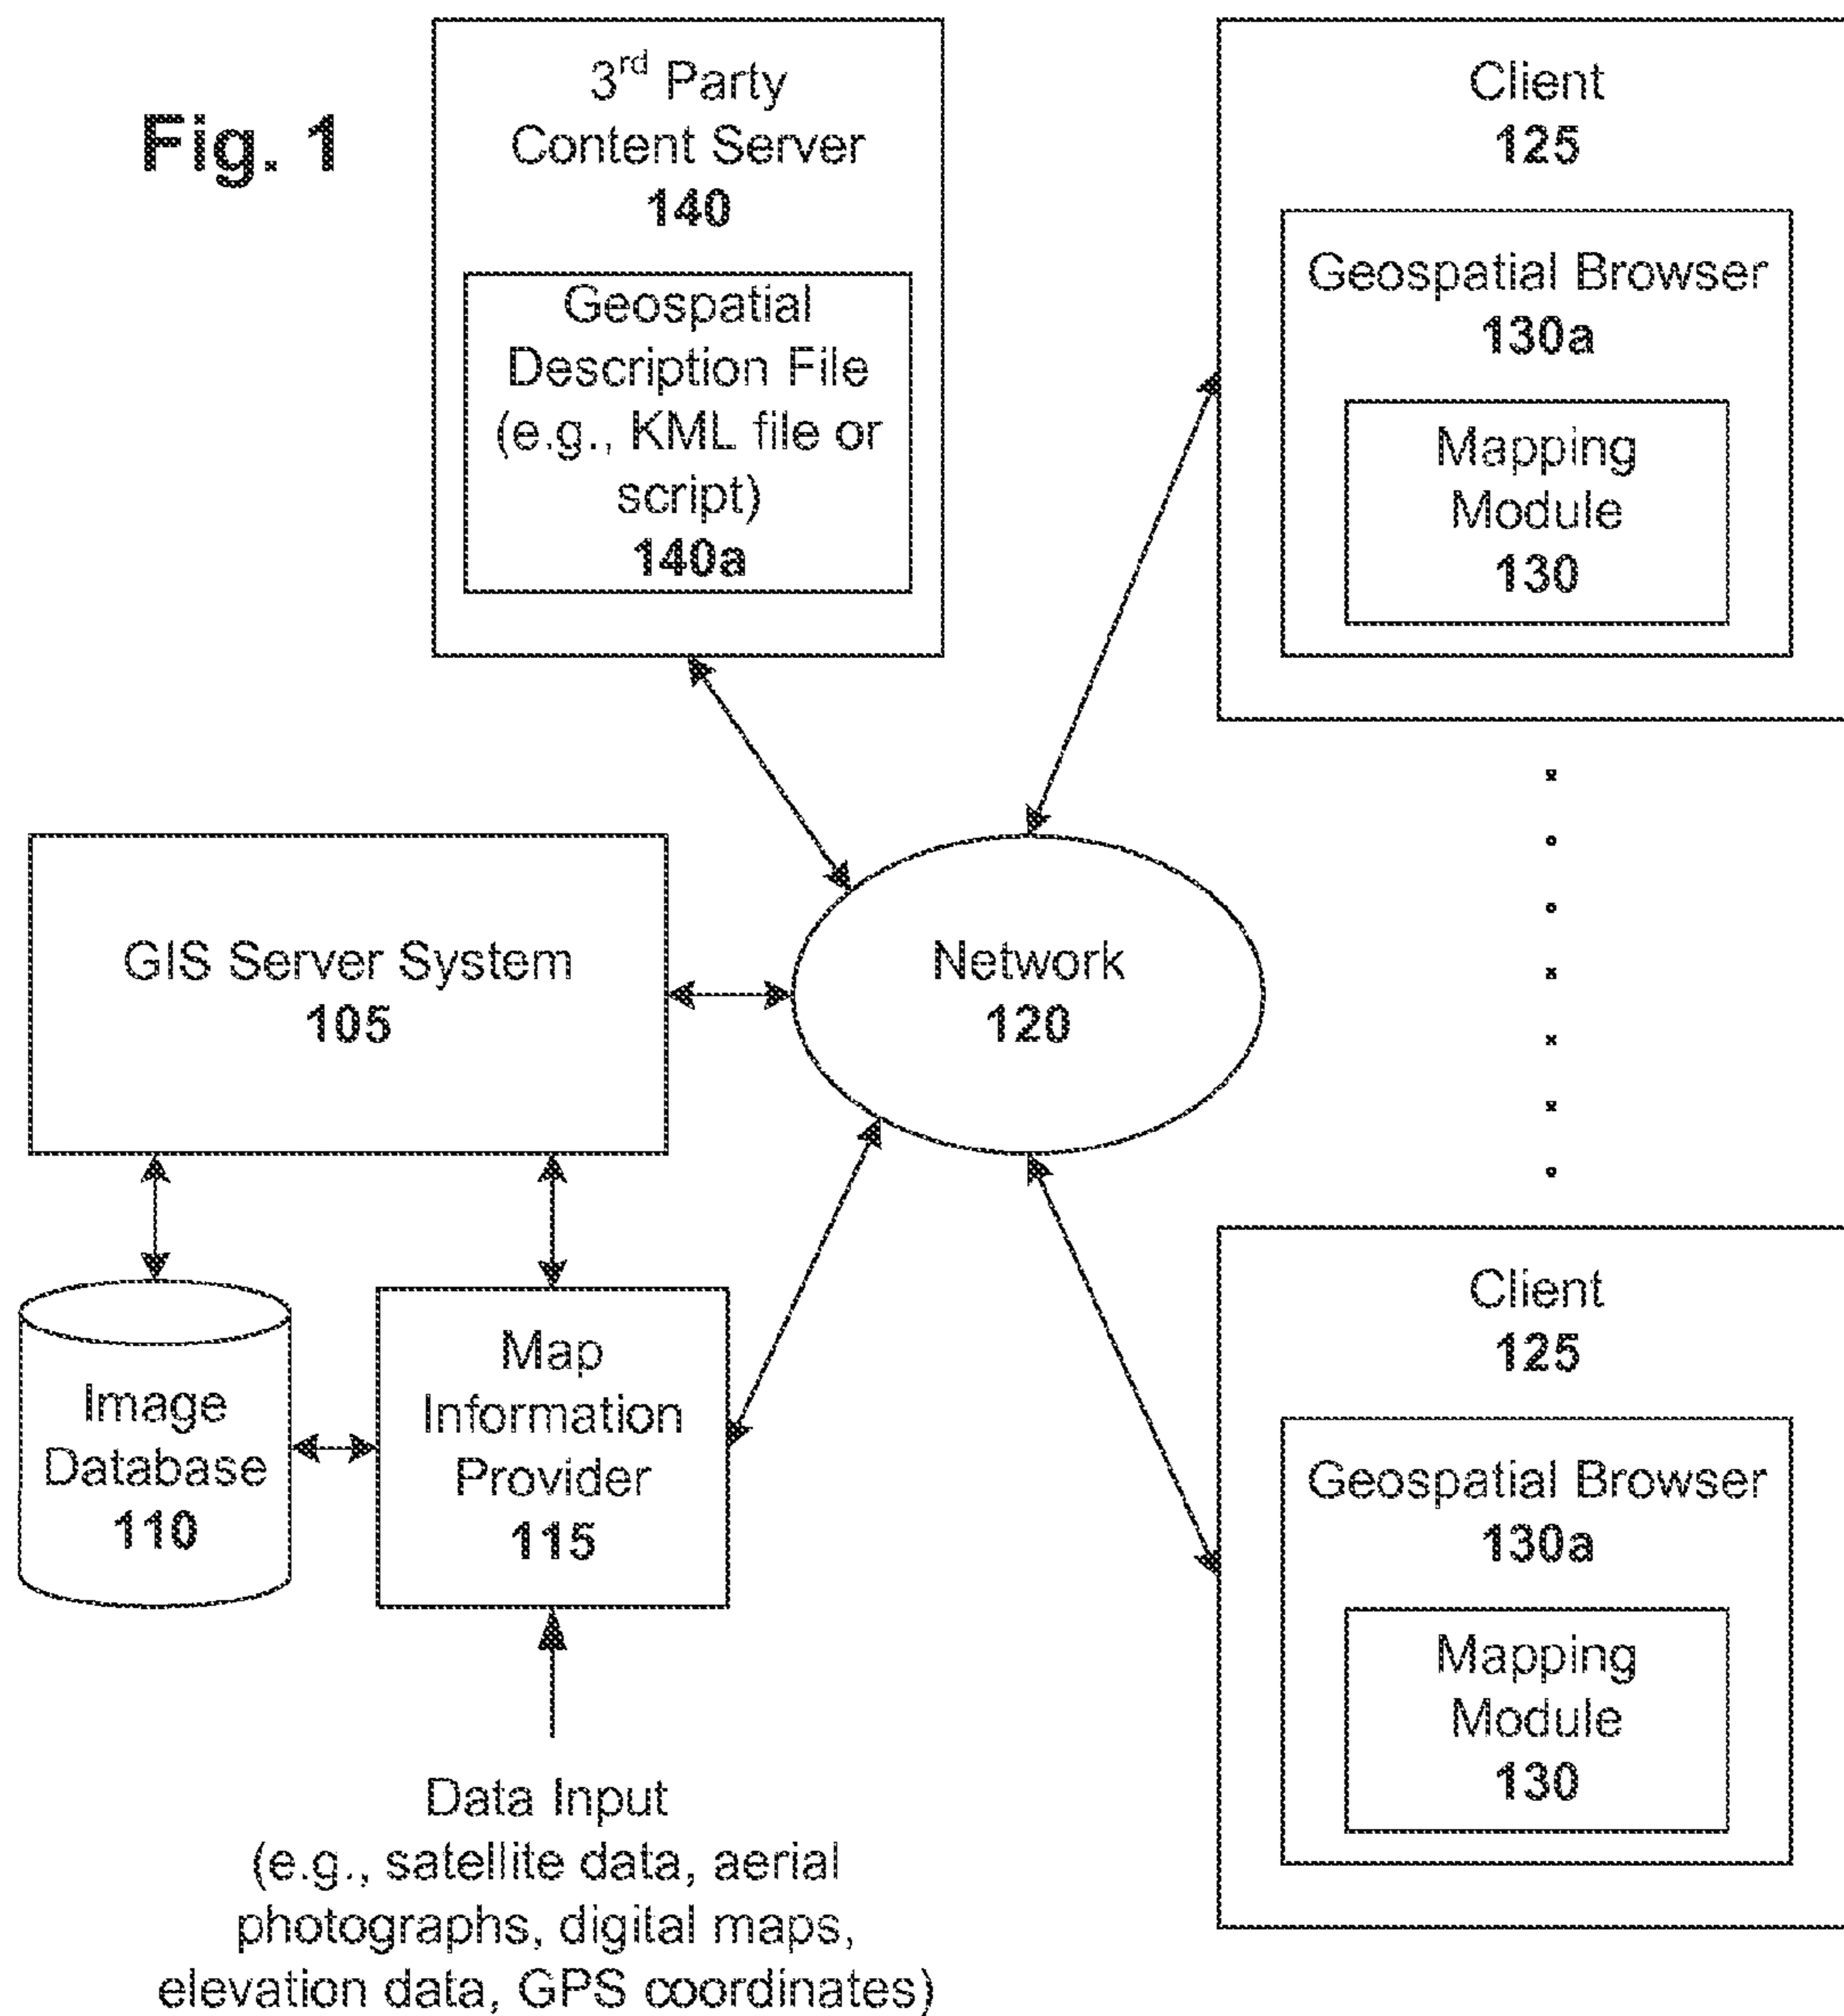 Fig. 1
3rd Party
Content Server
140
Geospatial
Description File
(e.g., KML file or
script)
140a
Client
125
Geospatial Browser
130a
Mapping
Module
130
GIS Server System
105
Network
120
Image
Database
110
Map
Information
Provider
115
Client
125
Geospatial Browser
130a
Mapping
Module
130
Data Input
(e.g., satellite data, aerial
photographs, digital maps,
elevation data, GPS coordinates)